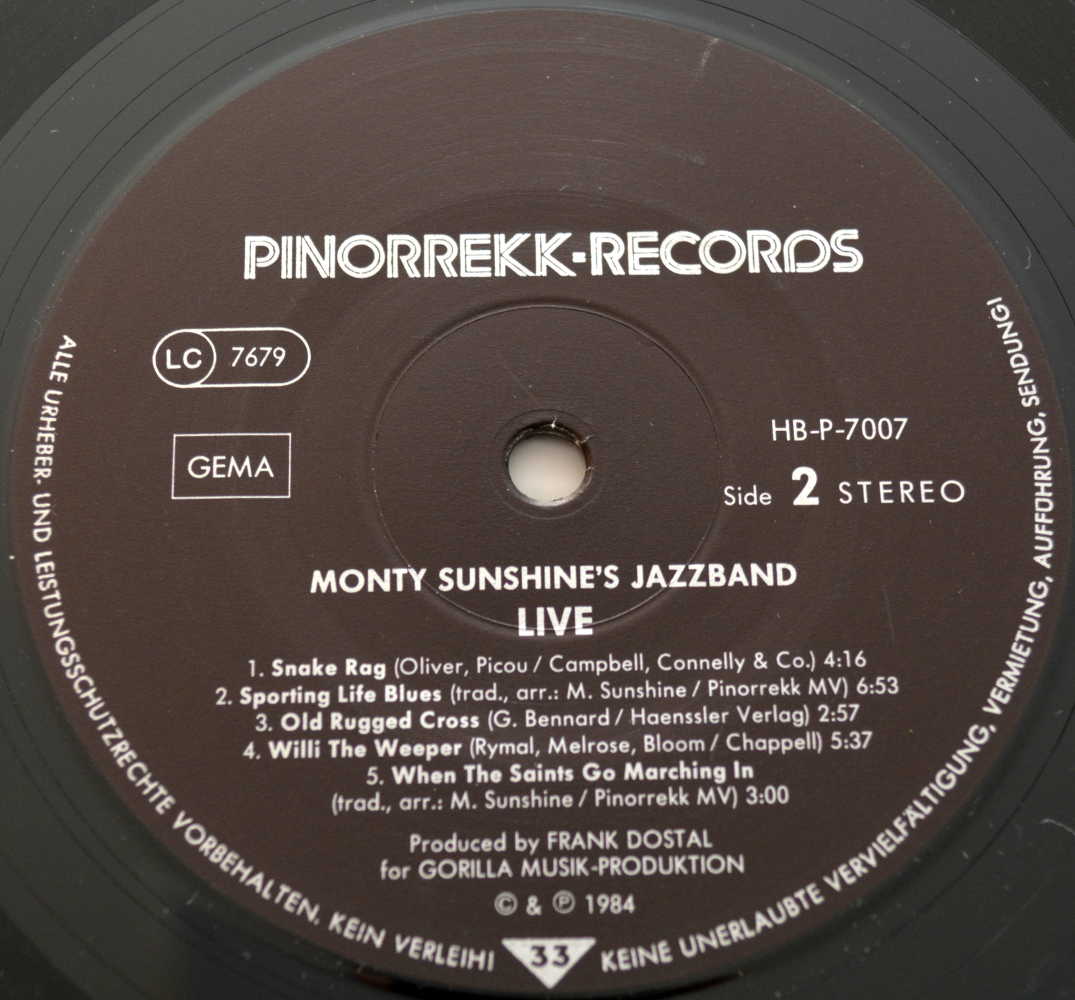 PINORREKK-RECORDS
LC 7679
GEMA
HB-P-7007
Side 2 STEREO
MONTY SUNSHINE'S JAZZBAND
LIVE
1. Snake Rag (Oliver, Picou / Campbell, Connelly & Co.) 4:16
2. Sporting Life Blues (trad., arr.: M. Sunshine / Pinorrekk MV) 6:53
3. Old Rugged Cross (G. Bennard / Haenssler Verlag) 2:57
4. Willi The Weeper (Rymal, Melrose, Bloom / Chappell) 5:37
5. When The Saints Go Marching In
(trad., arr.: M. Sunshine / Pinorrekk MV) 3:00
Produced by FRANK DOSTAL
for GORILLA MUSIK-PRODUKTION
© & ℗ 1984
ALLE URHEBER- UND LEISTUNGSSCHUTZRECHTE VORBEHALTEN. KEIN VERLEIH! 33 KEINE UNERLAUBTE VERVIELFÄLTIGUNG, VERMIETUNG, AUFFÜHRUNG, SENDUNG!